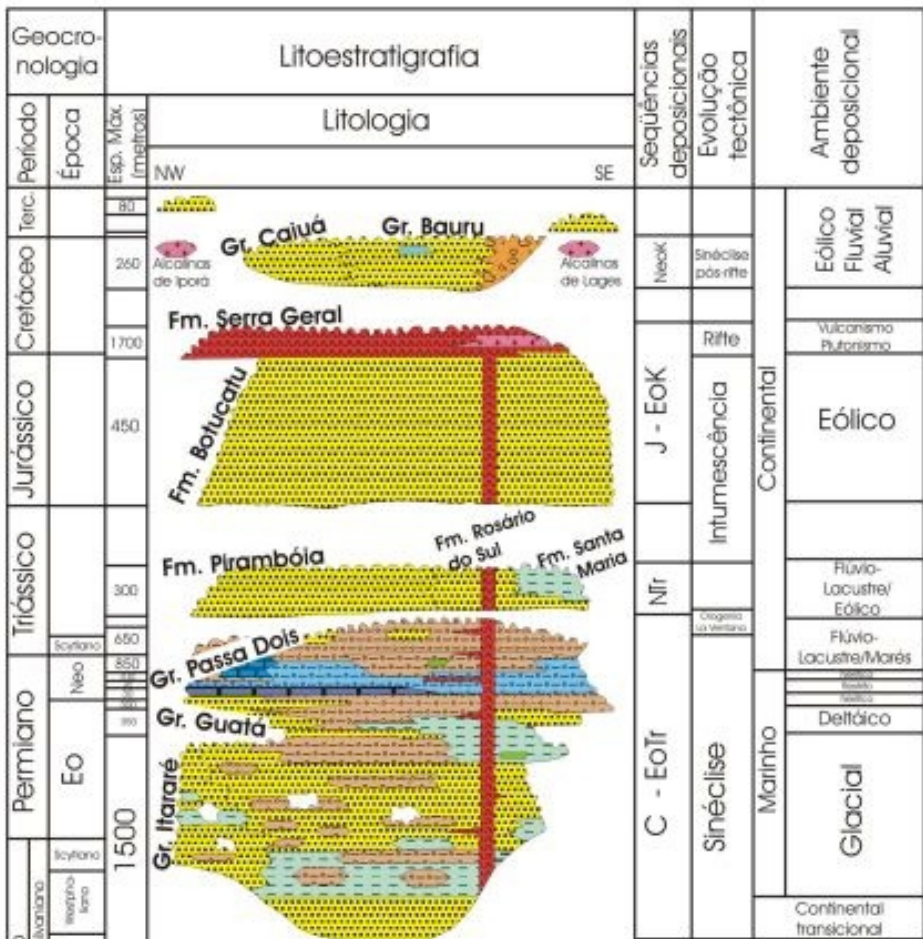 Geocro-
nologia
Litoestratigrafia
Seqüências
deposicionais
Evolução
tectônica
Ambiente
deposicional
Período
Época
Esp. Máx.
(metros)
Litologia
NW
SE
Terc.
80
Gr. Caiuá
Gr. Bauru
Continental
Eólico
Fluvial
Aluvial
Cretáceo
260
Alcalinas
de Iporá
Alcalinas
de Lages
NeoK
Sinéclise
pós-rifte
Fm. Serra Geral
1700
Rifte
Vulcanismo
Plutonismo
Jurássico
450
Fm. Botucatu
J - EoK
Intumescência
Eólico
Triássico
Fm. Pirambóia
Fm. Rosário
do Sul
Fm. Santa
Maria
300
NTr
Flúvio-
Lacustre/
Eólico
Scytiano
650
Orogenia
La Ventana
Flúvio-
Lacustre/Marés
Permiano
Neo
850
Gr. Passa Dois
C - EoTr
Sinéclise
Marinho
Gr. Guatá
Deltáico
Eo
1500
Gr. Itararé
Glacial
Scytiano
Continental
transicional